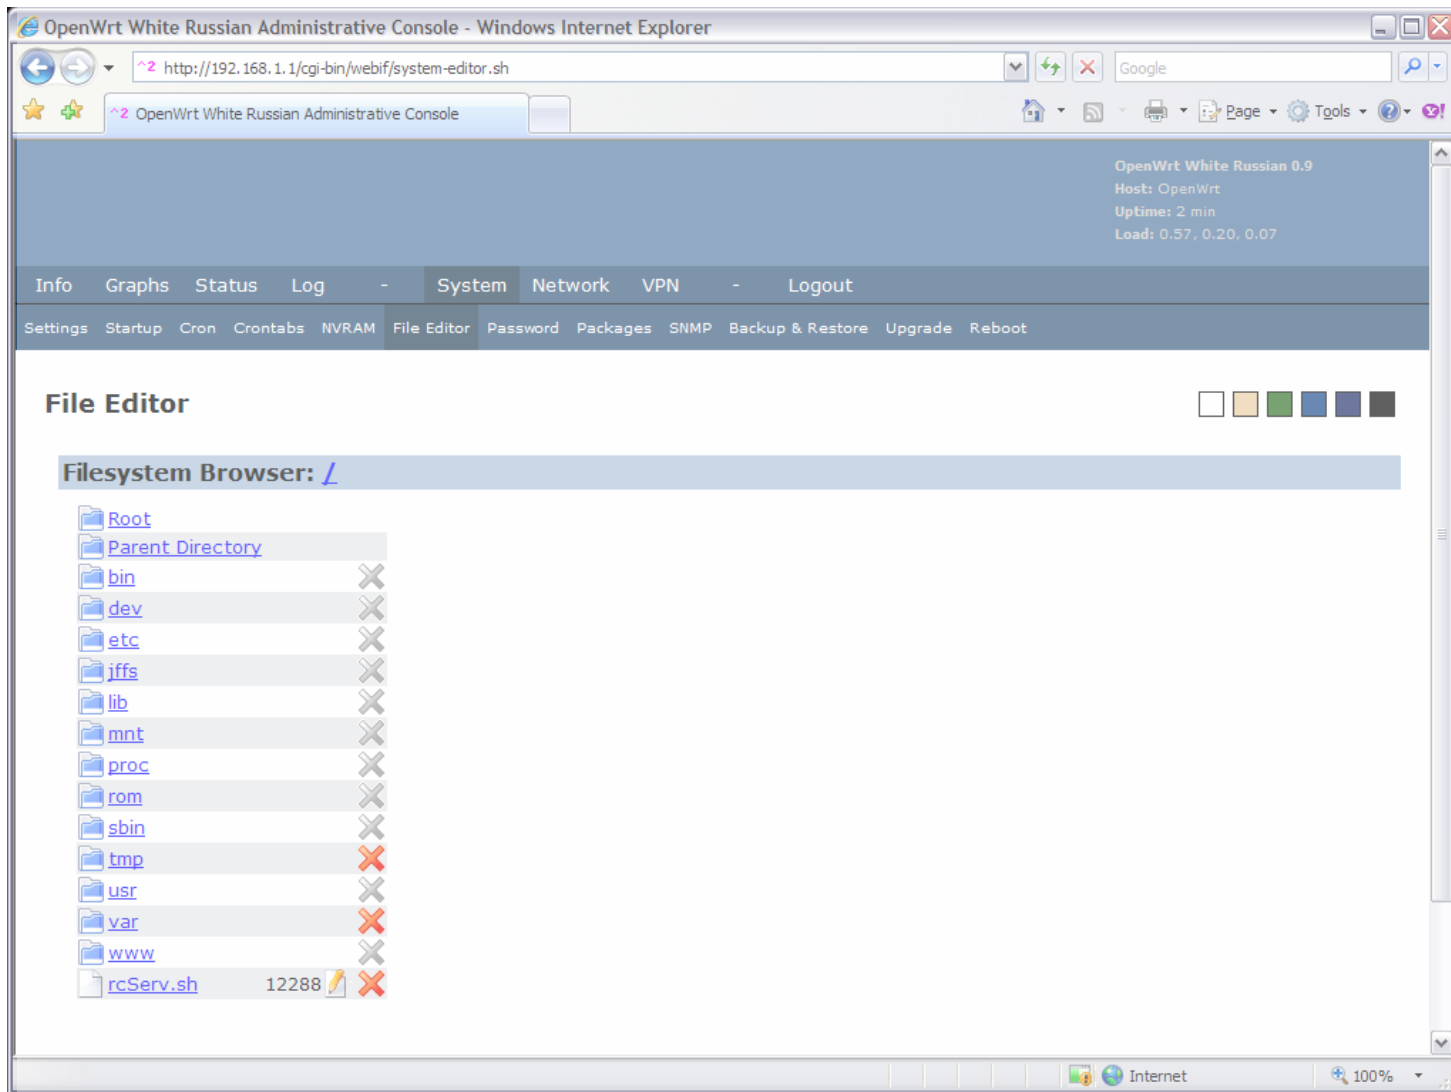 OpenWrt White Russian Administrative Console - Windows Internet Explorer
^2 http://192.168.1.1/cgi-bin/webif/system-editor.sh Google
^2 OpenWrt White Russian Administrative Console Page Tools
OpenWrt White Russian 0.9
Host: OpenWrt
Uptime: 2 min
Load: 0.57, 0.20, 0.07
Info Graphs Status Log - System Network VPN - Logout
Settings Startup Cron Crontabs NVRAM File Editor Password Packages SNMP Backup & Restore Upgrade Reboot
File Editor
Filesystem Browser: /
Root
Parent Directory
bin
dev
etc
jffs
lib
mnt
proc
rom
sbin
tmp
usr
var
www
rcServ.sh 12288
Internet 100%